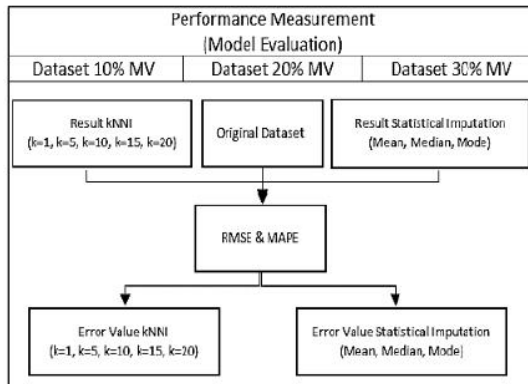 Performance Measurement
(Model Evaluation)
Dataset 10% MV
Dataset 20% MV
Dataset 30% MV
Result kNNI
(k=1, k=5, k=10, k=15, k=20)
Original Dataset
Result Statistical Imputation
(Mean, Median, Mode)
RMSE & MAPE
Error Value kNNI
(k=1, k=5, k=10, k=15, k=20)
Error Value Statistical Imputation
(Mean, Median, Mode)